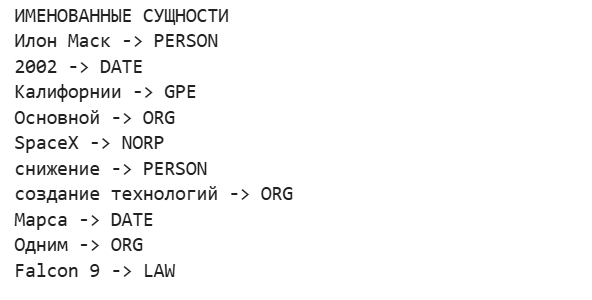 ИМЕНОВАННЫЕ СУЩНОСТИ
Илон Маск -> PERSON
2002 -> DATE
Калифорнии -> GPE
Основной -> ORG
SpaceX -> NORP
снижение -> PERSON
создание технологий -> ORG
Марса -> DATE
Одним -> ORG
Falcon 9 -> LAW